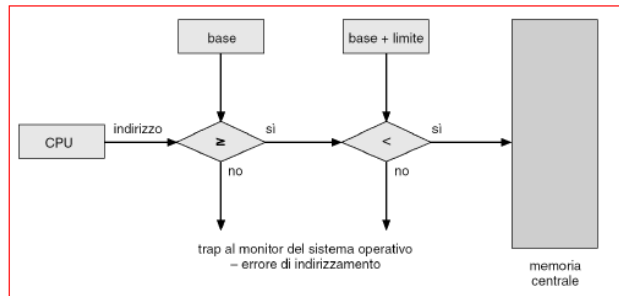 base
base + limite
CPU
indirizzo
≥
sì
<
sì
no
no
trap al monitor del sistema operativo
– errore di indirizzamento
memoria
centrale